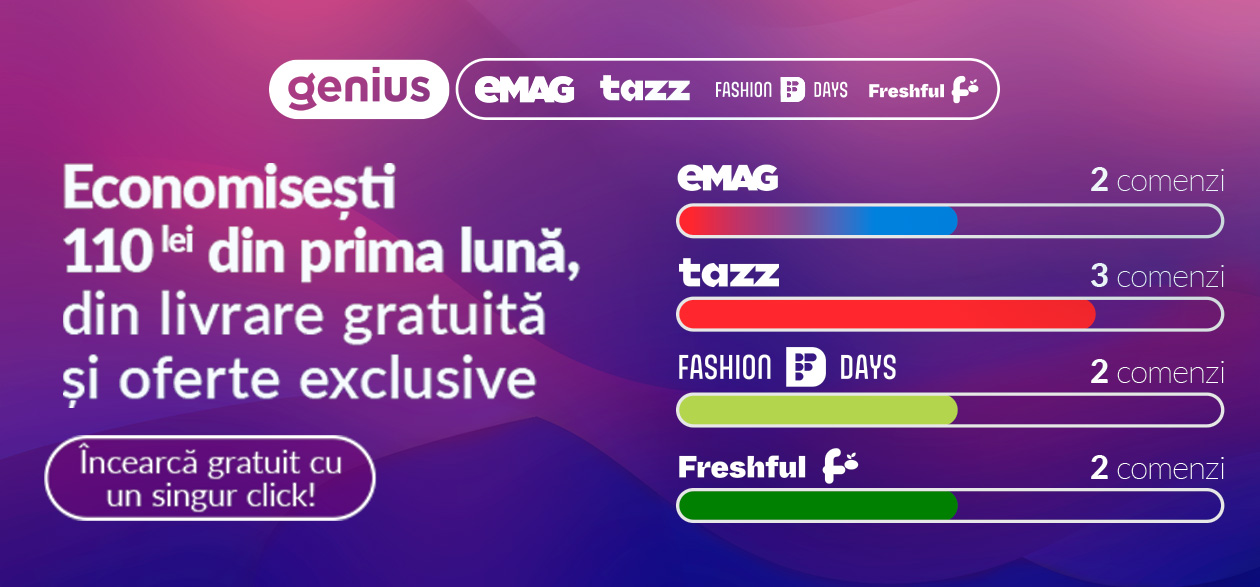 genius eMAG tazz FASHION DAYS Freshful
Economisești
110 lei din prima lună,
din livrare gratuită
și oferte exclusive
Încearcă gratuit cu
un singur click!
eMAG 2 comenzi
tazz 3 comenzi
FASHION DAYS 2 comenzi
Freshful 2 comenzi